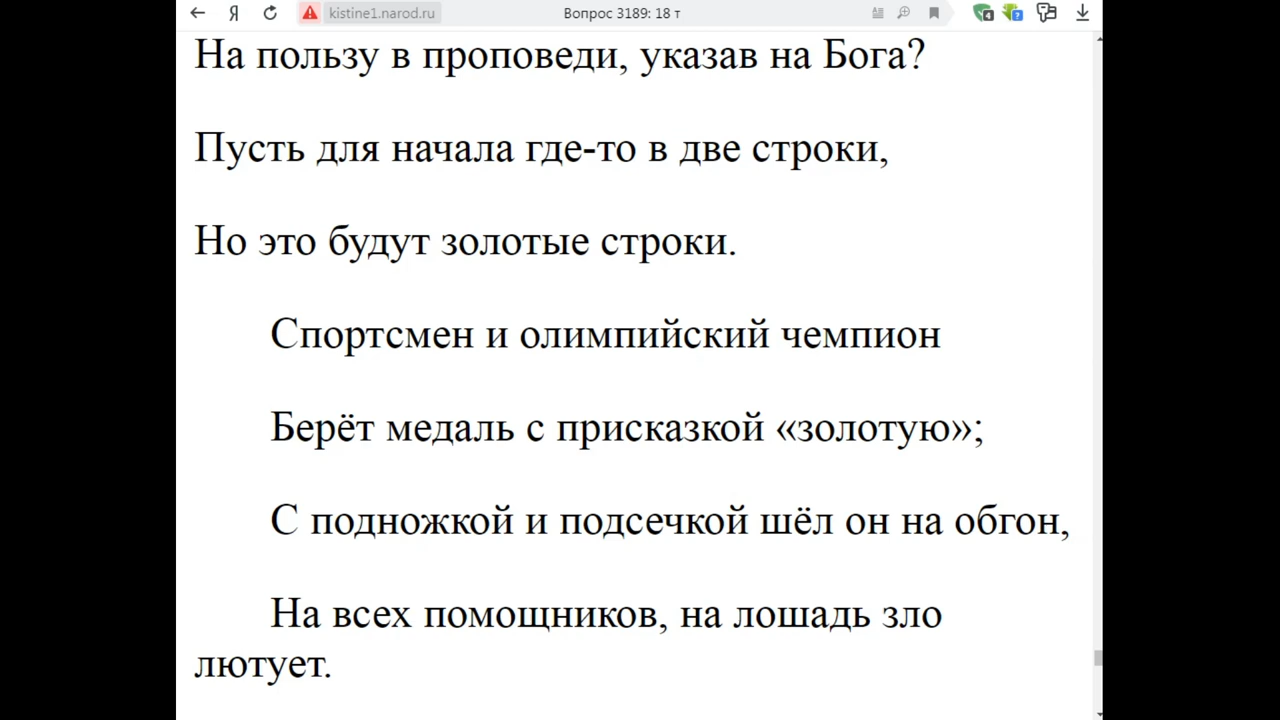 Я kistine1.narod.ru Вопрос 3189: 18 т
На пользу в проповеди, указав на Бога?
Пусть для начала где-то в две строки,
Но это будут золотые строки.
Спортсмен и олимпийский чемпион
Берёт медаль с присказкой «золотую»;
С подножкой и подсечкой шёл он на обгон,
На всех помощников, на лошадь зло
лютует.